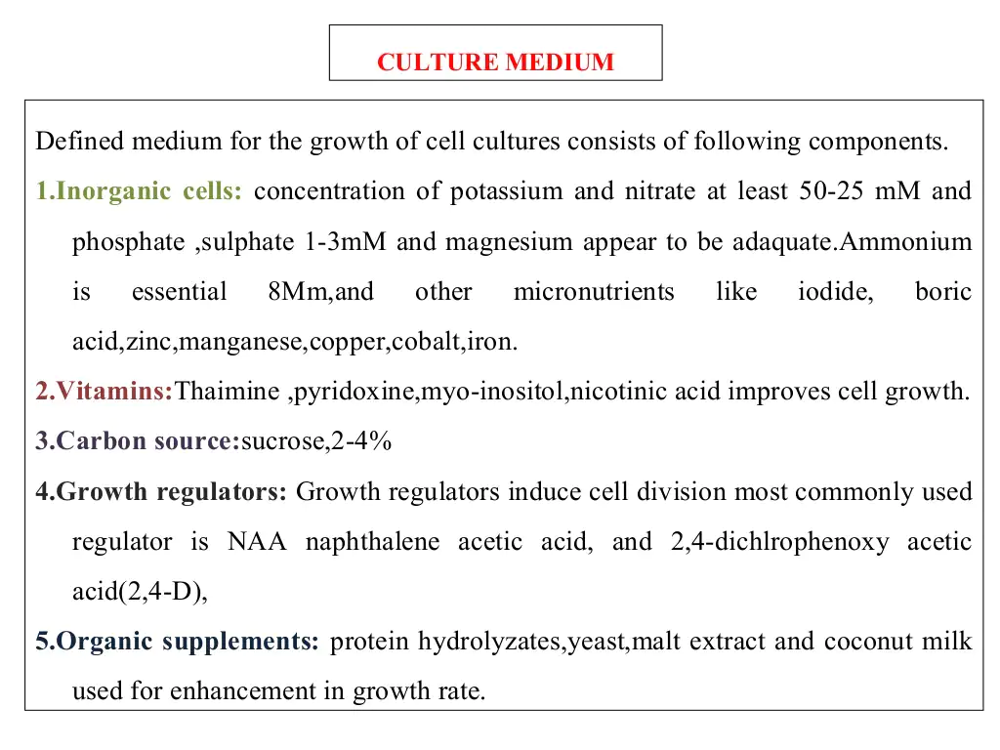 CULTURE MEDIUM
Defined medium for the growth of cell cultures consists of following components.
1.Inorganic cells: concentration of potassium and nitrate at least 50-25 mM and
phosphate ,sulphate 1-3mM and magnesium appear to be adaquate.Ammonium
is essential 8Mm,and other micronutrients like iodide, boric
acid,zinc,manganese,copper,cobalt,iron.
2.Vitamins:Thaimine ,pyridoxine,myo-inositol,nicotinic acid improves cell growth.
3.Carbon source:sucrose,2-4%
4.Growth regulators: Growth regulators induce cell division most commonly used
regulator is NAA naphthalene acetic acid, and 2,4-dichlrophenoxy acetic
acid(2,4-D),
5.Organic supplements: protein hydrolyzates,yeast,malt extract and coconut milk
used for enhancement in growth rate.